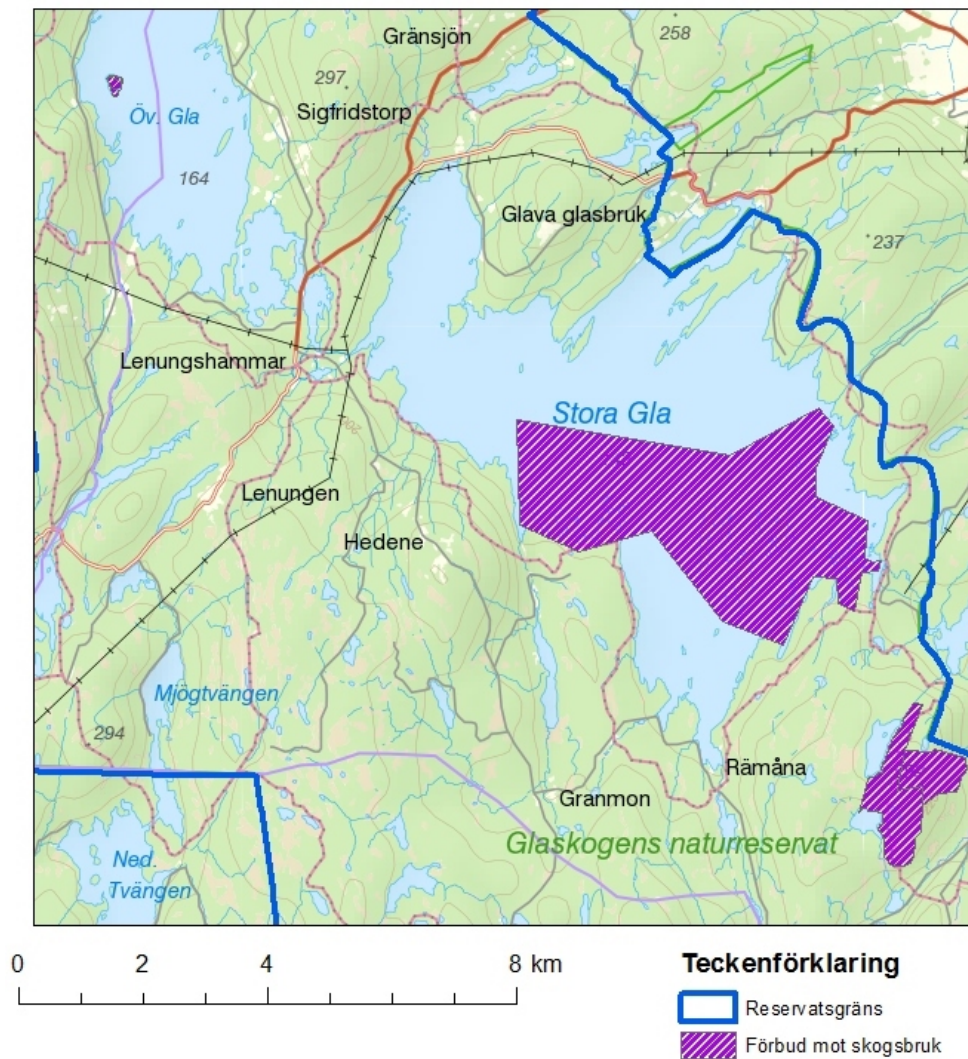 Gränsjön
258
297
Sigfridstorp
Öv. Gla
164
Glava glasbruk
237
Lenungshammar
Stora Gla
200
Lenungen
Hedene
Mjögtvängen
294
Rämåna
Granmon
Glaskogens naturreservat
Ned.
Tvängen
0 2 4 8 km
Teckenförklaring
Reservatsgräns
Förbud mot skogsbruk